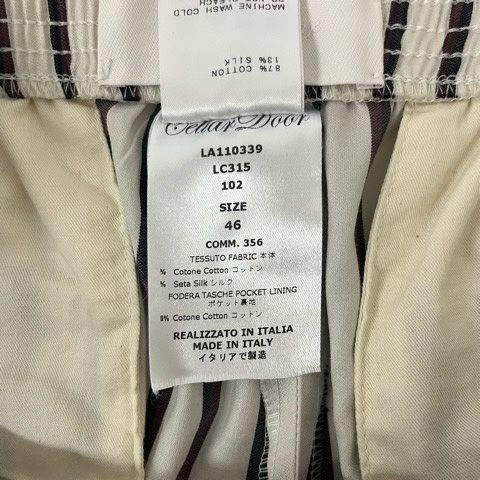 MACHINE WASH COLD
87% COTTON
13% SILK
Cellar Door
LA110339
LC315
102
SIZE
46
COMM. 356
TESSUTO FABRIC 本体
% Cotone Cotton コットン
% Seta Silk シルク
FODERA TASCHE POCKET LINING
ポケット裏地
0% Cotone Cotton コットン
REALIZZATO IN ITALIA
MADE IN ITALY
イタリアで製造